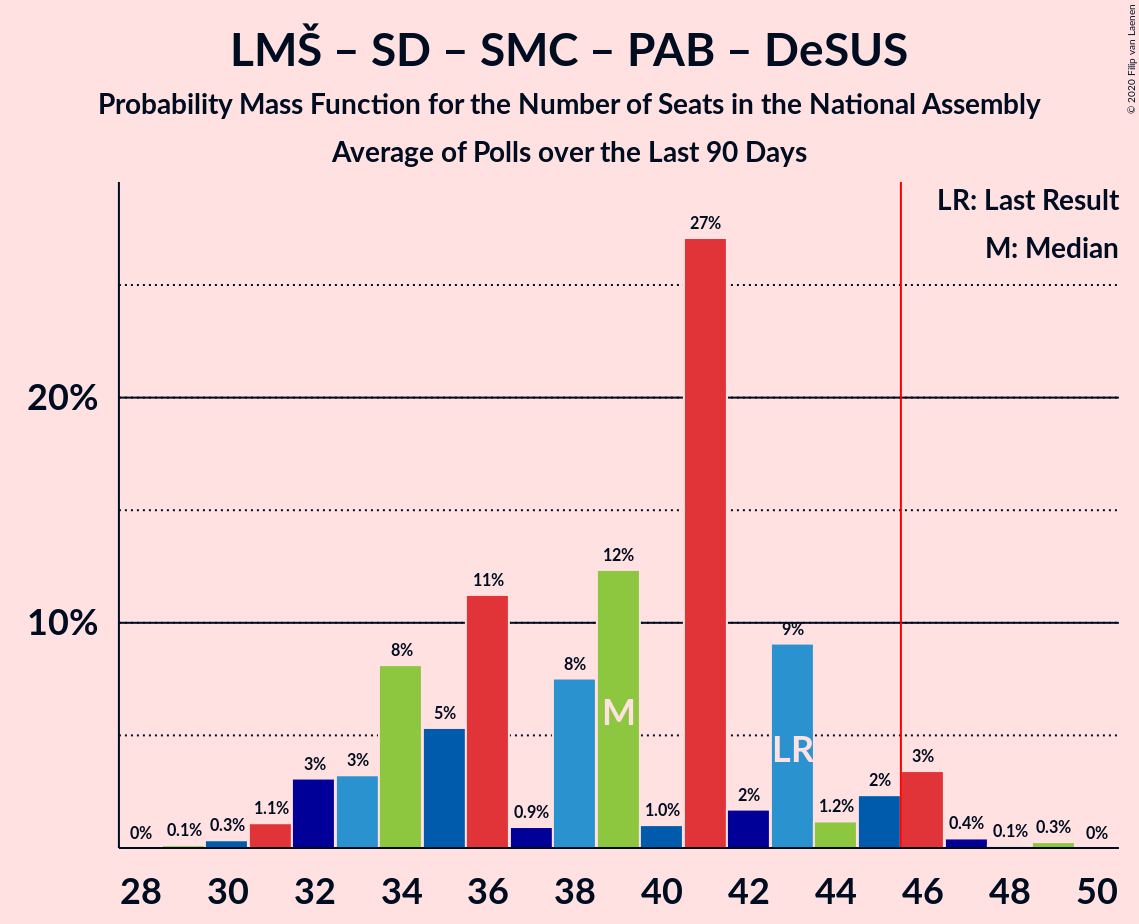 LMŠ – SD – SMC – PAB – DeSUS
Probability Mass Function for the Number of Seats in the National Assembly
Average of Polls over the Last 90 Days
© 2020 Filip van Laenen
LR: Last Result
M: Median
20%
10%
0%
0.1%
0.3%
1.1%
3%
3%
8%
5%
11%
0.9%
8%
12%
1.0%
27%
2%
9%
1.2%
2%
3%
0.4%
0.1%
0.3%
0%
M
LR
28 30 32 34 36 38 40 42 44 46 48 50